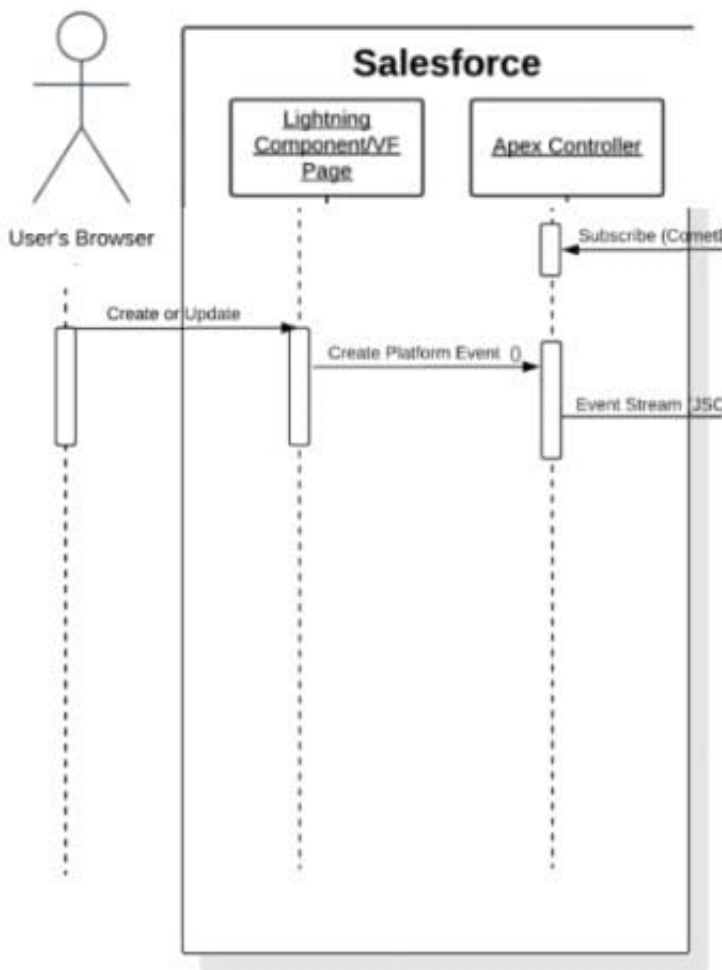 Salesforce
Lightning
Component/VF
Page
Apex Controller
User's Browser
Subscribe
Create or Update
Create Platform Event ()
Event Stream